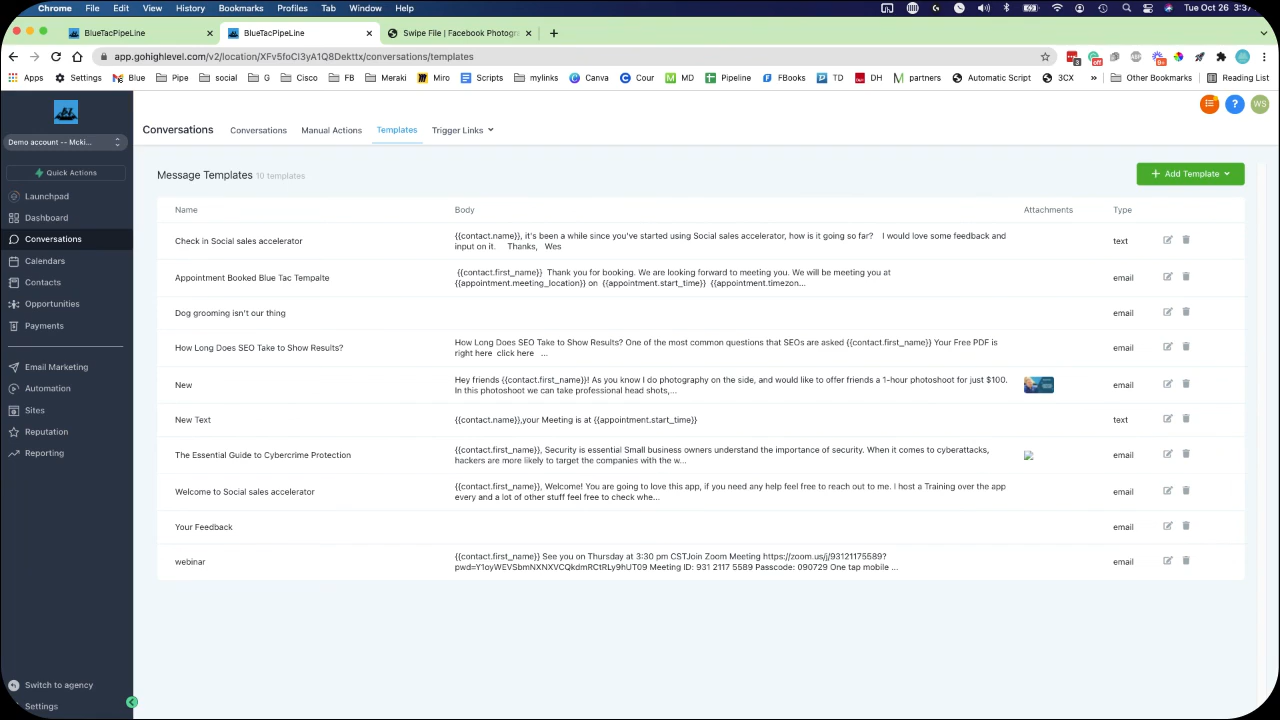 Chrome File Edit View History Bookmarks Profiles Tab Window Help Tue Oct 26 3:3
BlueTacPipeLine BlueTacPipeLine Swipe File | Facebook Photogr
app.gohighlevel.com/v2/location/XFv5foCI3yA1Q8Dekttx/conversations/templates
Apps Settings Blue Pipe social G Cisco FB Meraki Miro Scripts mylinks Canva Cour MD Pipeline FBooks TD DH partners Automatic Script 3CX » Other Bookmarks Reading List
Conversations Conversations Manual Actions Templates Trigger Links
? WS
Demo account -- Mcki...
Quick Actions
Launchpad
Dashboard
Conversations
Calendars
Contacts
Opportunities
Payments
Email Marketing
Automation
Sites
Reputation
Reporting
Switch to agency
Settings
Message Templates 10 templates
+ Add Template
Name Body Attachments Type
Check in Social sales accelerator {{contact.name}}, it's been a while since you've started using Social sales accelerator, how is it going so far? I would love some feedback and
input on it. Thanks, Wes text
Appointment Booked Blue Tac Tempalte {{contact.first_name}} Thank you for booking. We are looking forward to meeting you. We will be meeting you at
{{appointment.meeting_location}} on {{appointment.start_time}} {{appointment.timezon... email
Dog grooming isn't our thing email
How Long Does SEO Take to Show Results? How Long Does SEO Take to Show Results? One of the most common questions that SEOs are asked {{contact.first_name}} Your Free PDF is
right here click here ... email
New Hey friends {{contact.first_name}}! As you know I do photography on the side, and would like to offer friends a 1-hour photoshoot for just $100.
In this photoshoot we can take professional head shots,... email
New Text {{contact.name}},your Meeting is at {{appointment.start_time}} text
The Essential Guide to Cybercrime Protection {{contact.first_name}}, Security is essential Small business owners understand the importance of security. When it comes to cyberattacks,
hackers are more likely to target the companies with the w... email
Welcome to Social sales accelerator {{contact.first_name}}, Welcome! You are going to love this app, if you need any help feel free to reach out to me. I host a Training over the app
every and a lot of other stuff feel free to check whe... email
Your Feedback email
webinar {{contact.first_name}} See you on Thursday at 3:30 pm CSTJoin Zoom Meeting https://zoom.us/j/93121175589?
pwd=Y1oyWEVSbmNXNXVCQkdmRCtRLy9hUT09 Meeting ID: 931 2117 5589 Passcode: 090729 One tap mobile ... email